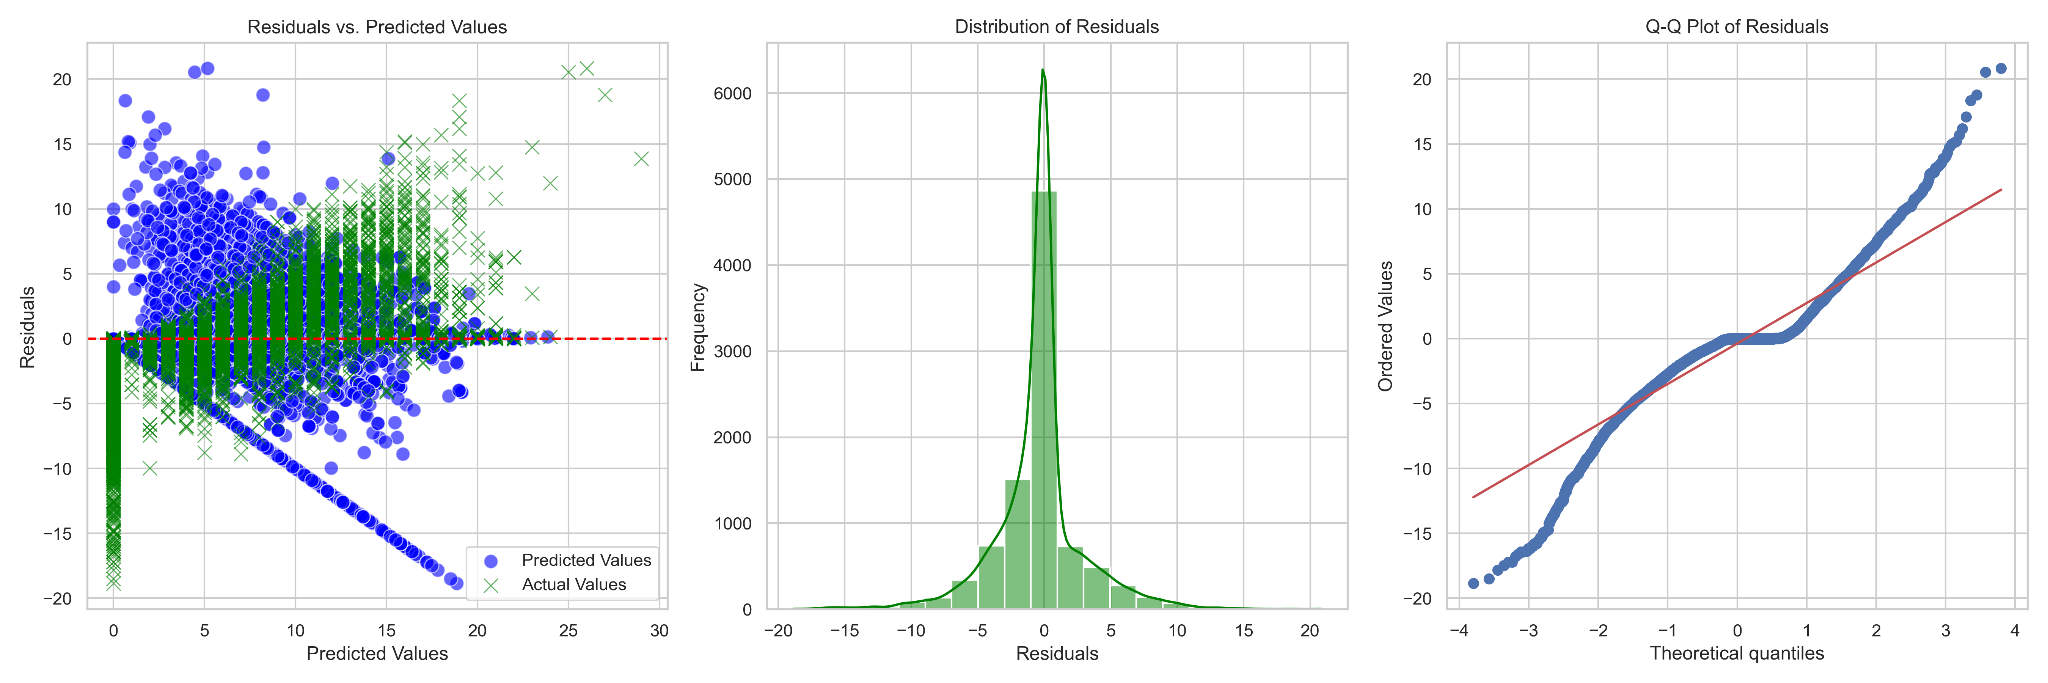 Residuals vs. Predicted Values
Residuals
20
15
10
5
0
−5
−10
−15
−20
0 5 10 15 20 25 30
Predicted Values
Predicted Values
Actual Values
Distribution of Residuals
Frequency
6000
5000
4000
3000
2000
1000
0
−20 −15 −10 −5 0 5 10 15 20
Residuals
Q-Q Plot of Residuals
Ordered Values
20
15
10
5
0
−5
−10
−15
−20
−4 −3 −2 −1 0 1 2 3 4
Theoretical quantiles